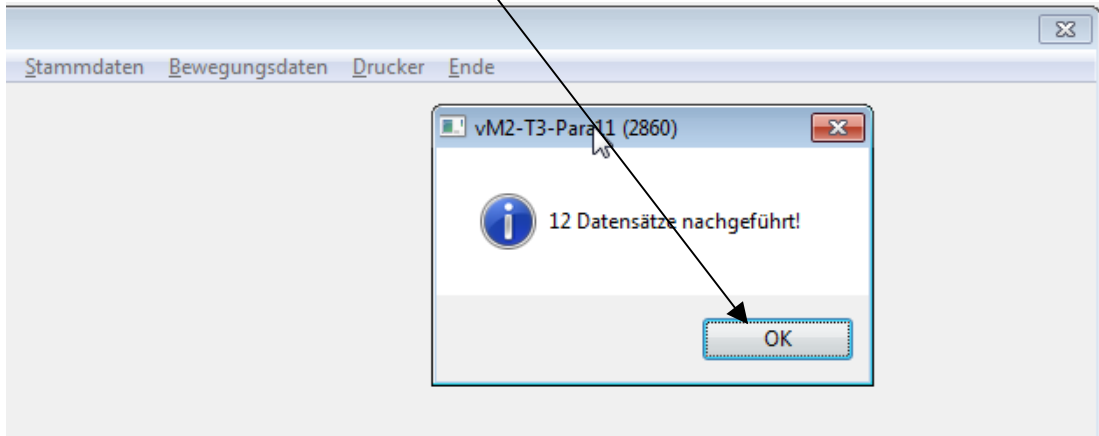 Stammdaten Bewegungsdaten Drucker Ende
vM2-T3-Para11 (2860)
12 Datensätze nachgeführt!
OK